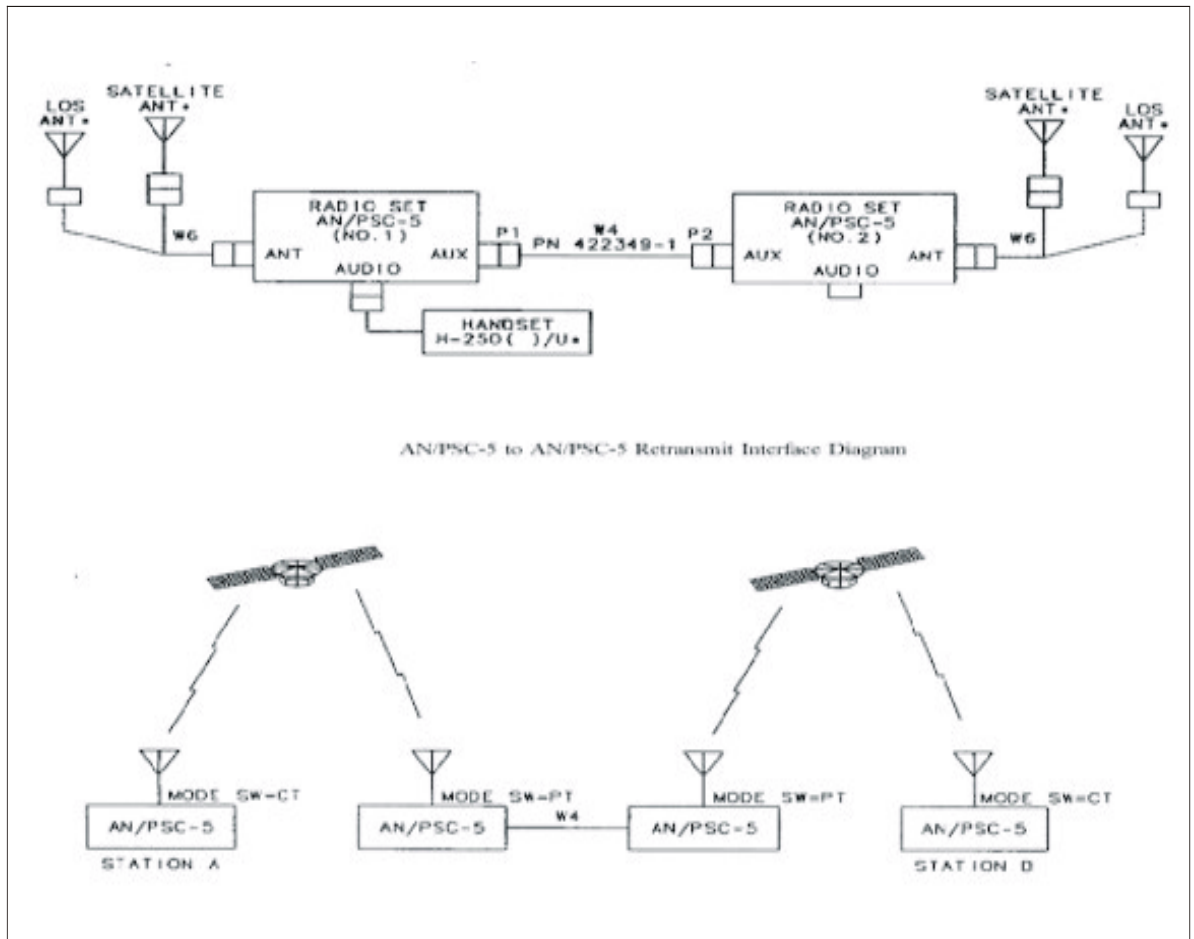 LOS
ANT*
SATELLITE
ANT*
SATELLITE
ANT*
LOS
ANT*
W6
RADIO SET
AN/PSC-5
(NO.1)
ANT
AUX
AUDIO
P1
W4
PN 422349-1
P2
RADIO SET
AN/PSC-5
(NO.2)
AUX
ANT
AUDIO
W6
HANDSET
H-250( )/U*
AN/PSC-5 to AN/PSC-5 Retransmit Interface Diagram
MODE SW=CT
AN/PSC-5
STATION A
MODE SW=PT
AN/PSC-5
W4
MODE SW=PT
AN/PSC-5
MODE SW=CT
AN/PSC-5
STATION D